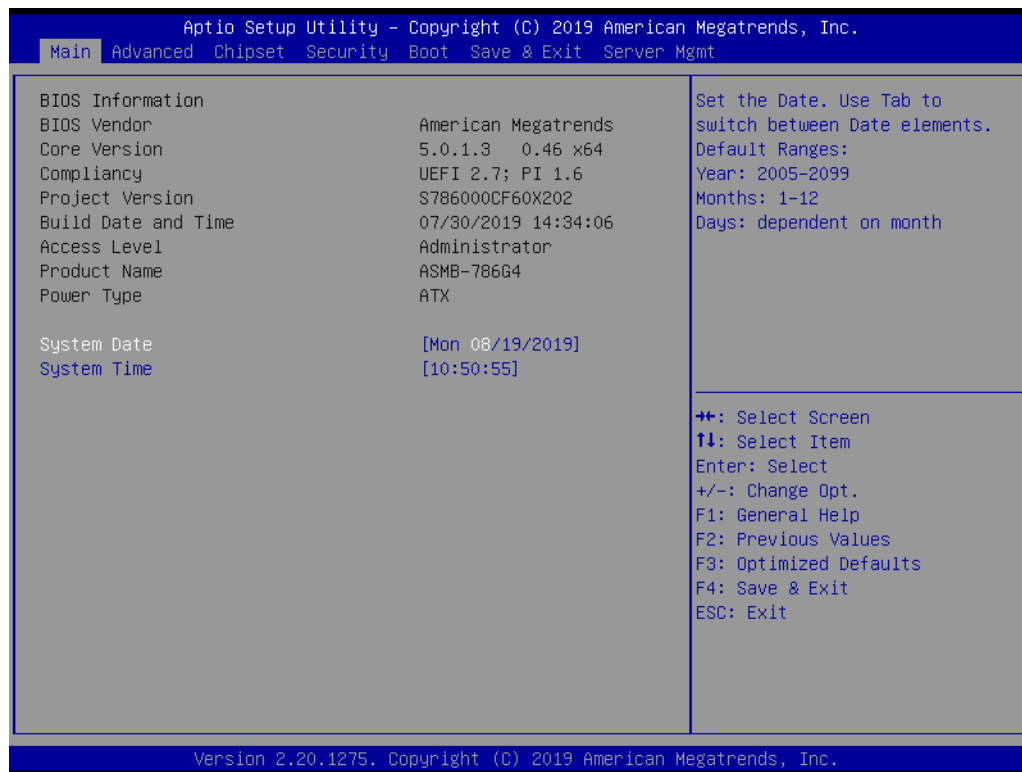 Aptio Setup Utility – Copyright (C) 2019 American Megatrends, Inc.
Main Advanced Chipset Security Boot Save & Exit Server Mgmt
BIOS Information
BIOS Vendor American Megatrends
Core Version 5.0.1.3 0.46 x64
Compliancy UEFI 2.7; PI 1.6
Project Version S786000CF60X202
Build Date and Time 07/30/2019 14:34:06
Access Level Administrator
Product Name ASMB-786G4
Power Type ATX
System Date [Mon 08/19/2019]
System Time [10:50:55]
Set the Date. Use Tab to
switch between Date elements.
Default Ranges:
Year: 2005-2099
Months: 1-12
Days: dependent on month
→←: Select Screen
↑↓: Select Item
Enter: Select
+/-: Change Opt.
F1: General Help
F2: Previous Values
F3: Optimized Defaults
F4: Save & Exit
ESC: Exit
Version 2.20.1275. Copyright (C) 2019 American Megatrends, Inc.